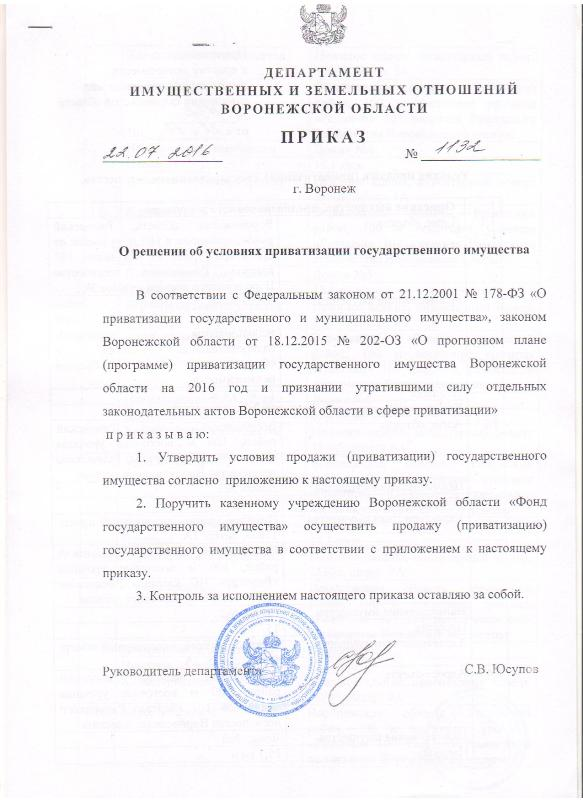 ДЕПАРТАМЕНТ
ИМУЩЕСТВЕННЫХ И ЗЕМЕЛЬНЫХ ОТНОШЕНИЙ
ВОРОНЕЖСКОЙ ОБЛАСТИ
ПРИКАЗ
22.07.2016 № 1132
г. Воронеж
О решении об условиях приватизации государственного имущества
В соответствии с Федеральным законом от 21.12.2001 № 178-ФЗ «О
приватизации государственного и муниципального имущества», законом
Воронежской области от 18.12.2015 № 202-ОЗ «О прогнозном плане
(программе) приватизации государственного имущества Воронежской
области на 2016 год и признании утратившими силу отдельных
законодательных актов Воронежской области в сфере приватизации»
п р и к а з ы в а ю:
1. Утвердить условия продажи (приватизации) государственного
имущества согласно приложению к настоящему приказу.
2. Поручить казенному учреждению Воронежской области «Фонд
государственного имущества» осуществить продажу (приватизацию)
государственного имущества в соответствии с приложением к настоящему
приказу.
3. Контроль за исполнением настоящего приказа оставляю за собой.
Руководитель департамента С.В. Юсупов
2